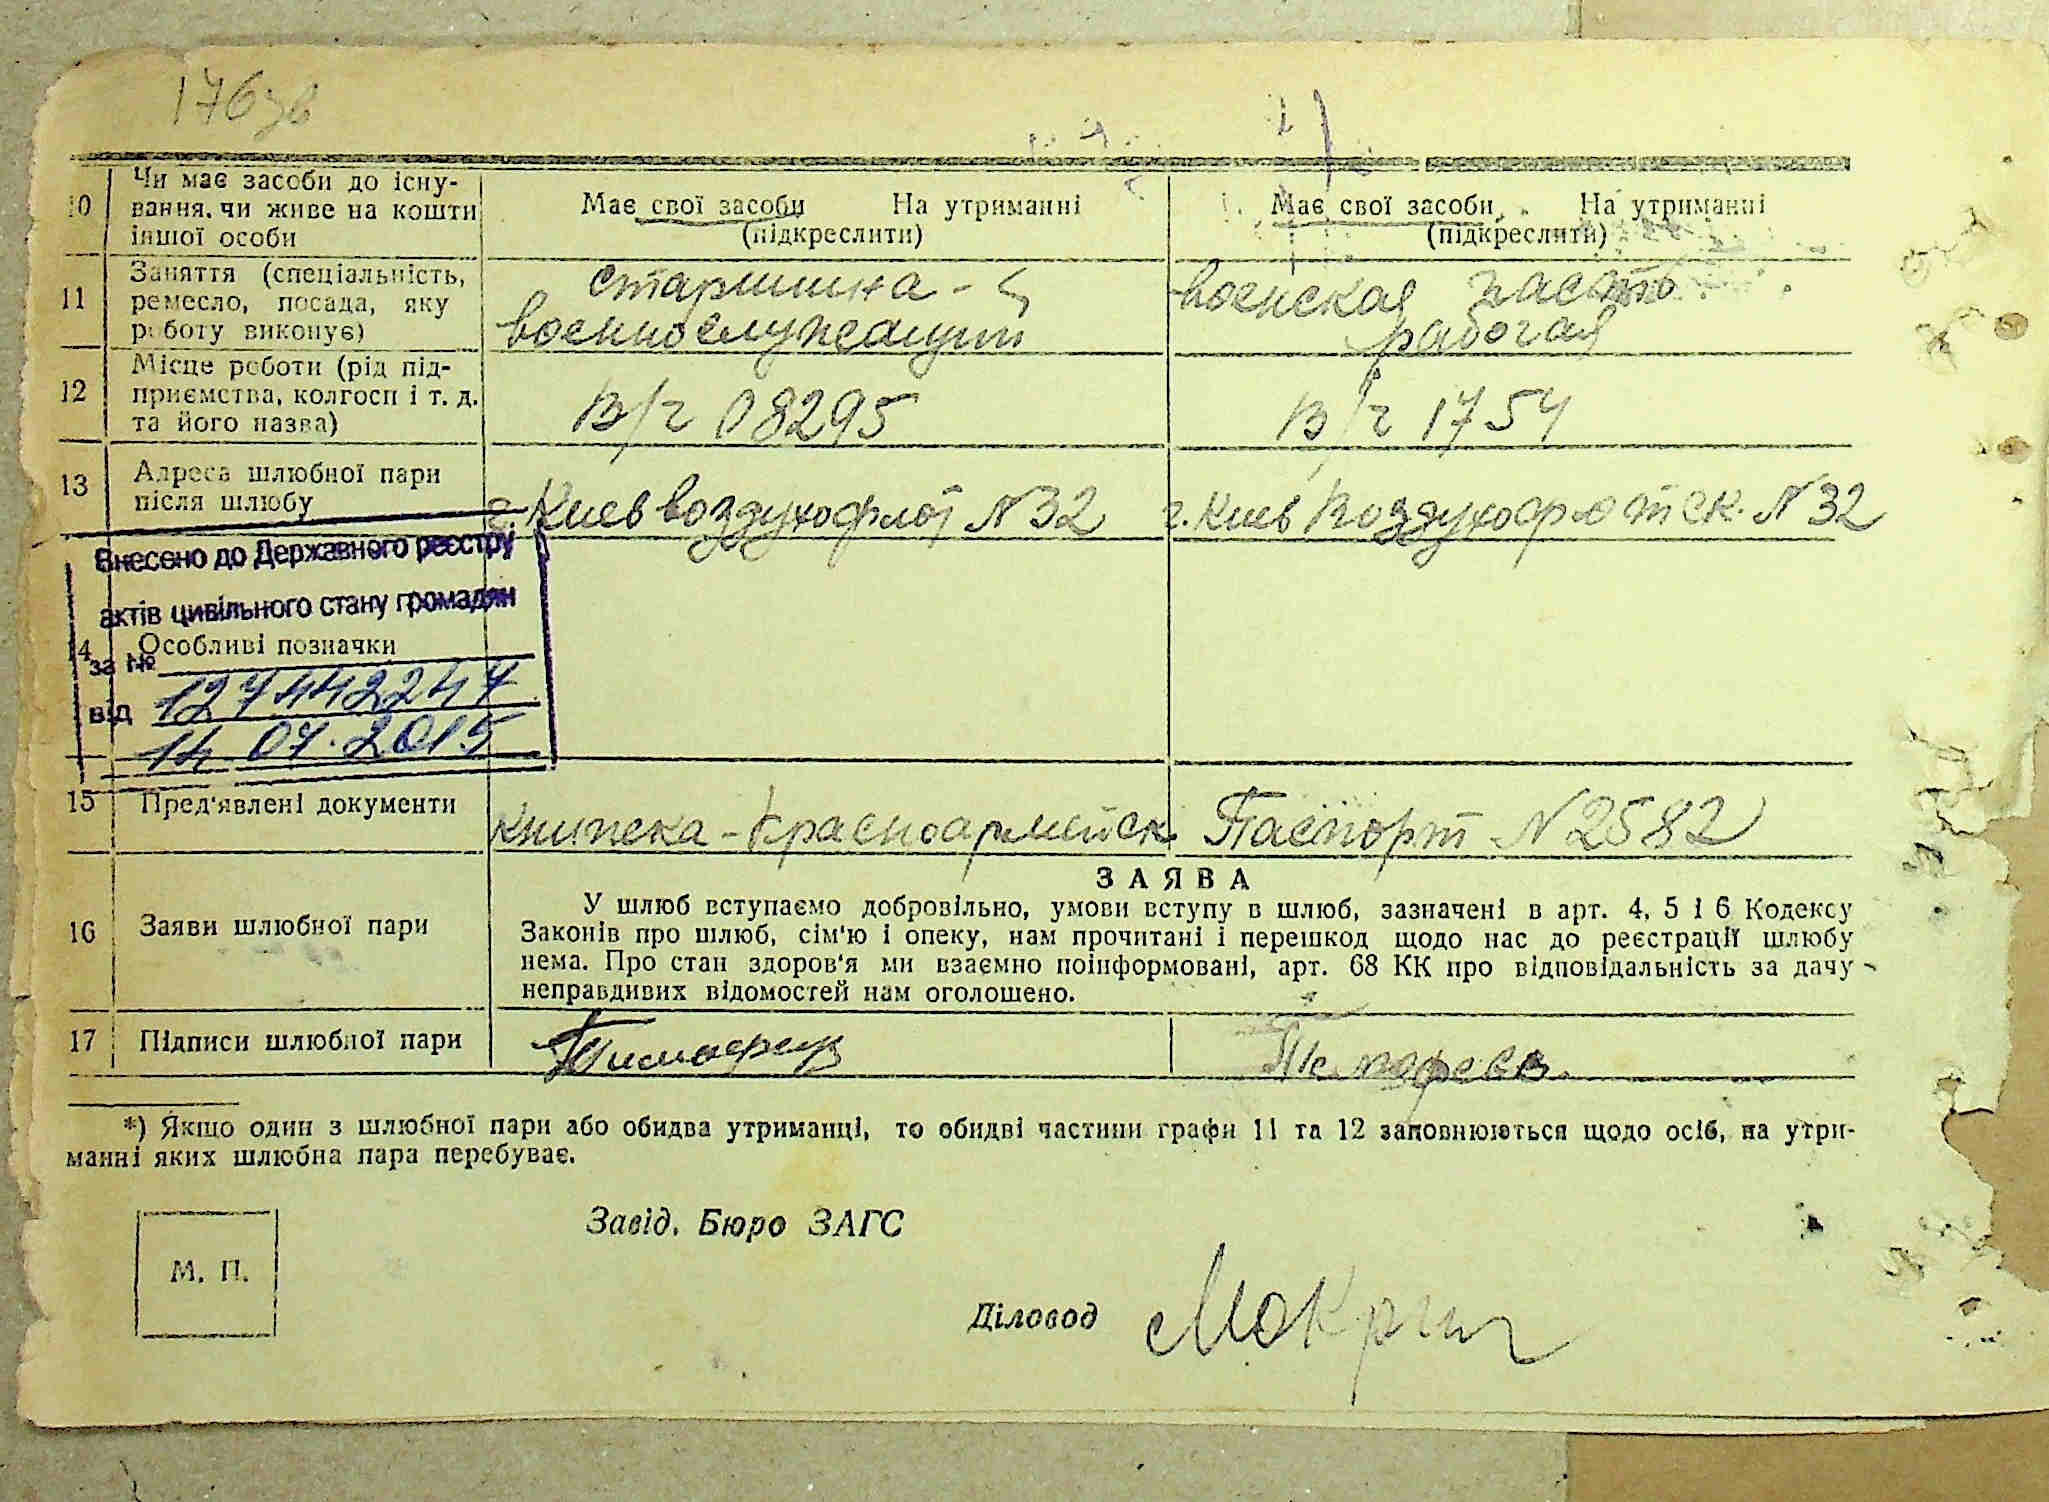 176 зв
10 Чи має засоби до існу-
вання, чи живе на кошти
іншої особи
Має свої засоби На утриманні
(підкреслити)
Має свої засоби На утриманні
(підкреслити)
11 Заняття (спеціальність,
ремесло, посада, яку
роботу виконує)
старшина -
военнослужащий
воинская часть
рабочая
12 Місце роботи (рід під-
приємства, колгосп і т. д.
та його назва)
В/ч 08295
В/ч 1754
13 Адреса шлюбної пари
після шлюбу
г. Киев воздухофлот N 32
г. Киев Воздухофлотск. N 32
Внесено до Державного реєстру
актів цивільного стану громадян
14 Особливі позначки
за №
127442247
від
14.07.2015
15 Пред'явлені документи
книжка-красноармейск
Паспорт N 2582
16 Заяви шлюбної пари
ЗАЯВА
У шлюб вступаємо добровільно, умови вступу в шлюб, зазначені в арт. 4, 5 і 6 Кодексу
Законів про шлюб, сім'ю і опеку, нам прочитані і перешкод щодо нас до реєстрації шлюбу
нема. Про стан здоров'я ми взаємно поінформовані, арт. 68 КК про відповідальність за дачу
неправдивих відомостей нам оголошено.
17 Підписи шлюбної пари
*) Якщо один з шлюбної пари або обидва утриманці, то обидві частини графи 11 та 12 заповнюються щодо осіб, на утри-
манні яких шлюбна пара перебуває.
Завід. Бюро ЗАГС
М. П.
Діловод